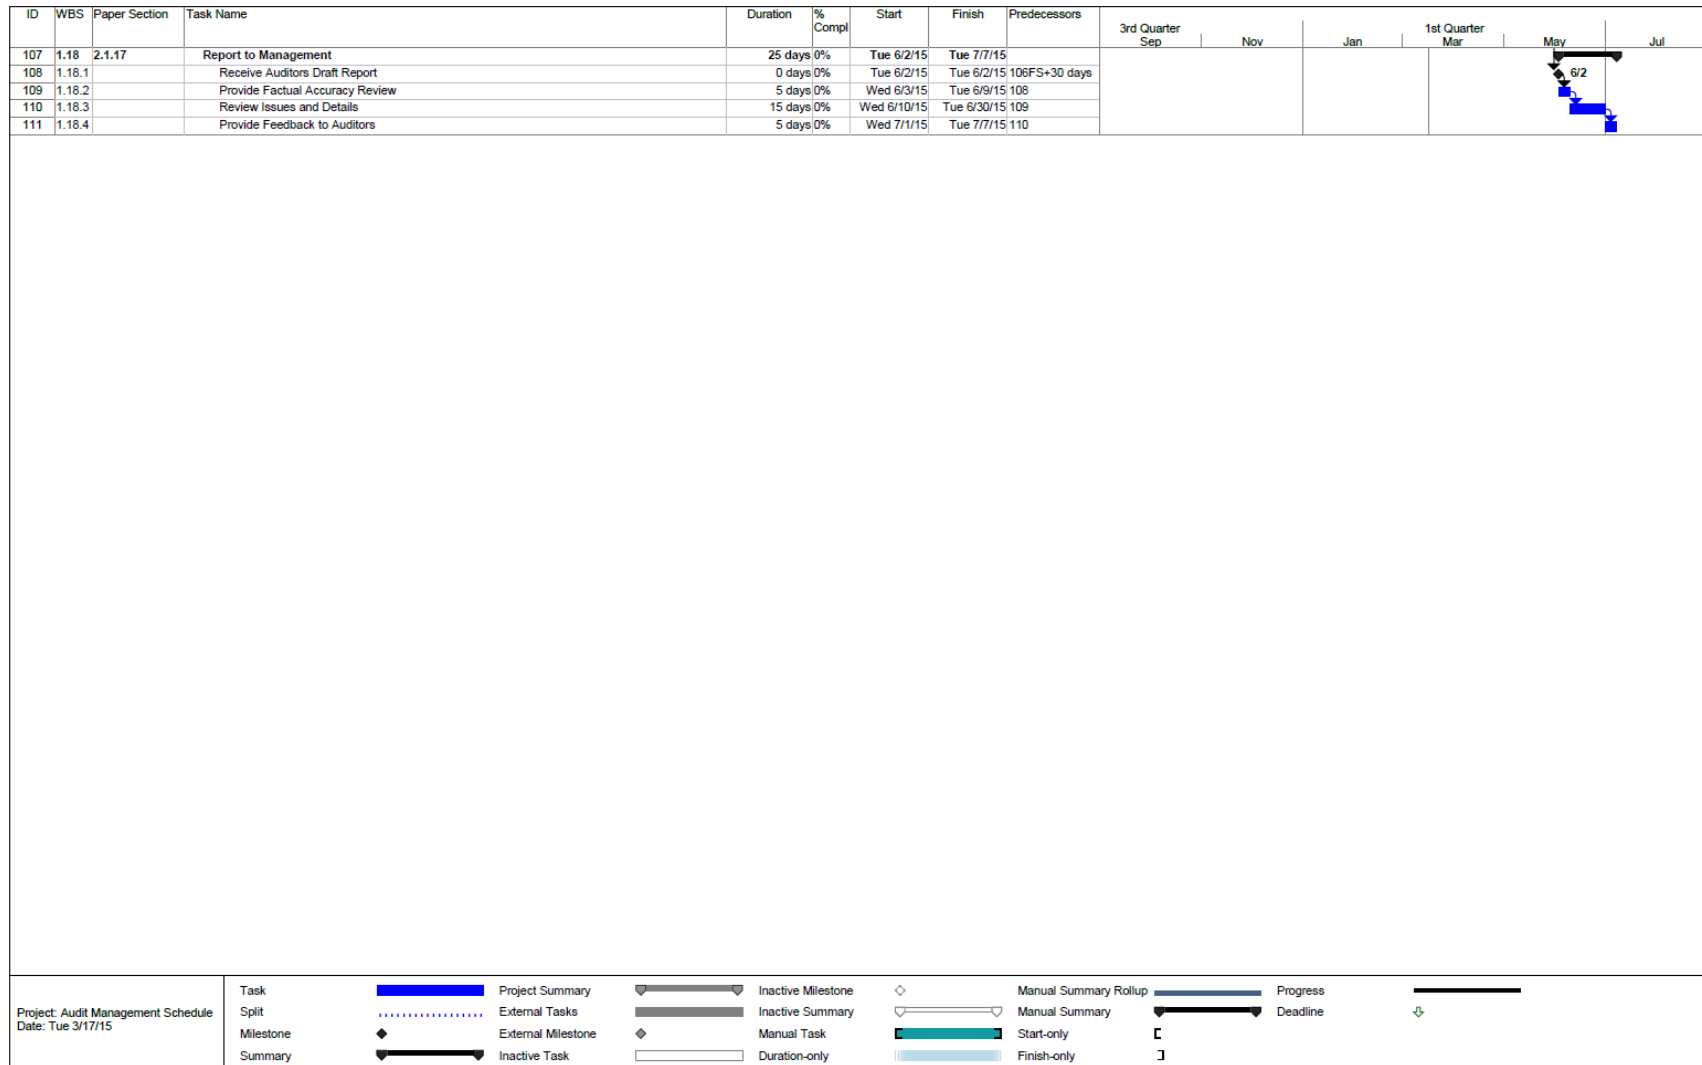 ID WBS Paper Section Task Name Duration % Compl Start Finish Predecessors
3rd Quarter 1st Quarter
Sep Nov Jan Mar May Jul
107 1.18 2.1.17 Report to Management 25 days 0% Tue 6/2/15 Tue 7/7/15
108 1.18.1 Receive Auditors Draft Report 0 days 0% Tue 6/2/15 Tue 6/2/15 106FS+30 days 6/2
109 1.18.2 Provide Factual Accuracy Review 5 days 0% Wed 6/3/15 Tue 6/9/15 108
110 1.18.3 Review Issues and Details 15 days 0% Wed 6/10/15 Tue 6/30/15 109
111 1.18.4 Provide Feedback to Auditors 5 days 0% Wed 7/1/15 Tue 7/7/15 110
Project: Audit Management Schedule
Date: Tue 3/17/15
Task Project Summary Inactive Milestone Manual Summary Rollup Progress
Split External Tasks Inactive Summary Manual Summary Deadline
Milestone External Milestone Manual Task Start-only
Summary Inactive Task Duration-only Finish-only